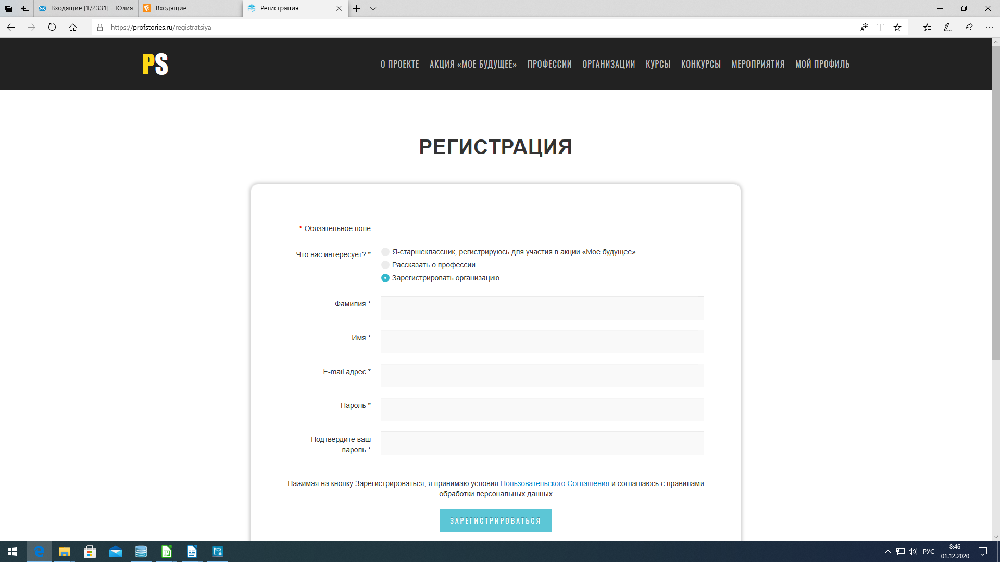 Входящие [1/2331] - Юлия
Входящие
Регистрация
https://profstories.ru/registratsiya
PS
О ПРОЕКТЕ АКЦИЯ «МОЕ БУДУЩЕЕ» ПРОФЕССИИ ОРГАНИЗАЦИИ КУРСЫ КОНКУРСЫ МЕРОПРИЯТИЯ МОЙ ПРОФИЛЬ
РЕГИСТРАЦИЯ
* Обязательное поле
Что вас интересует? *
Я-старшеклассник, регистрируюсь для участия в акции «Мое будущее»
Рассказать о профессии
Зарегистрировать организацию
Фамилия *
Имя *
E-mail адрес *
Пароль *
Подтвердите ваш
пароль *
Нажимая на кнопку Зарегистрироваться, я принимаю условия Пользовательского Соглашения и соглашаюсь с правилами
обработки персональных данных
ЗАРЕГИСТРИРОВАТЬСЯ
РУС
8:46
01.12.2020